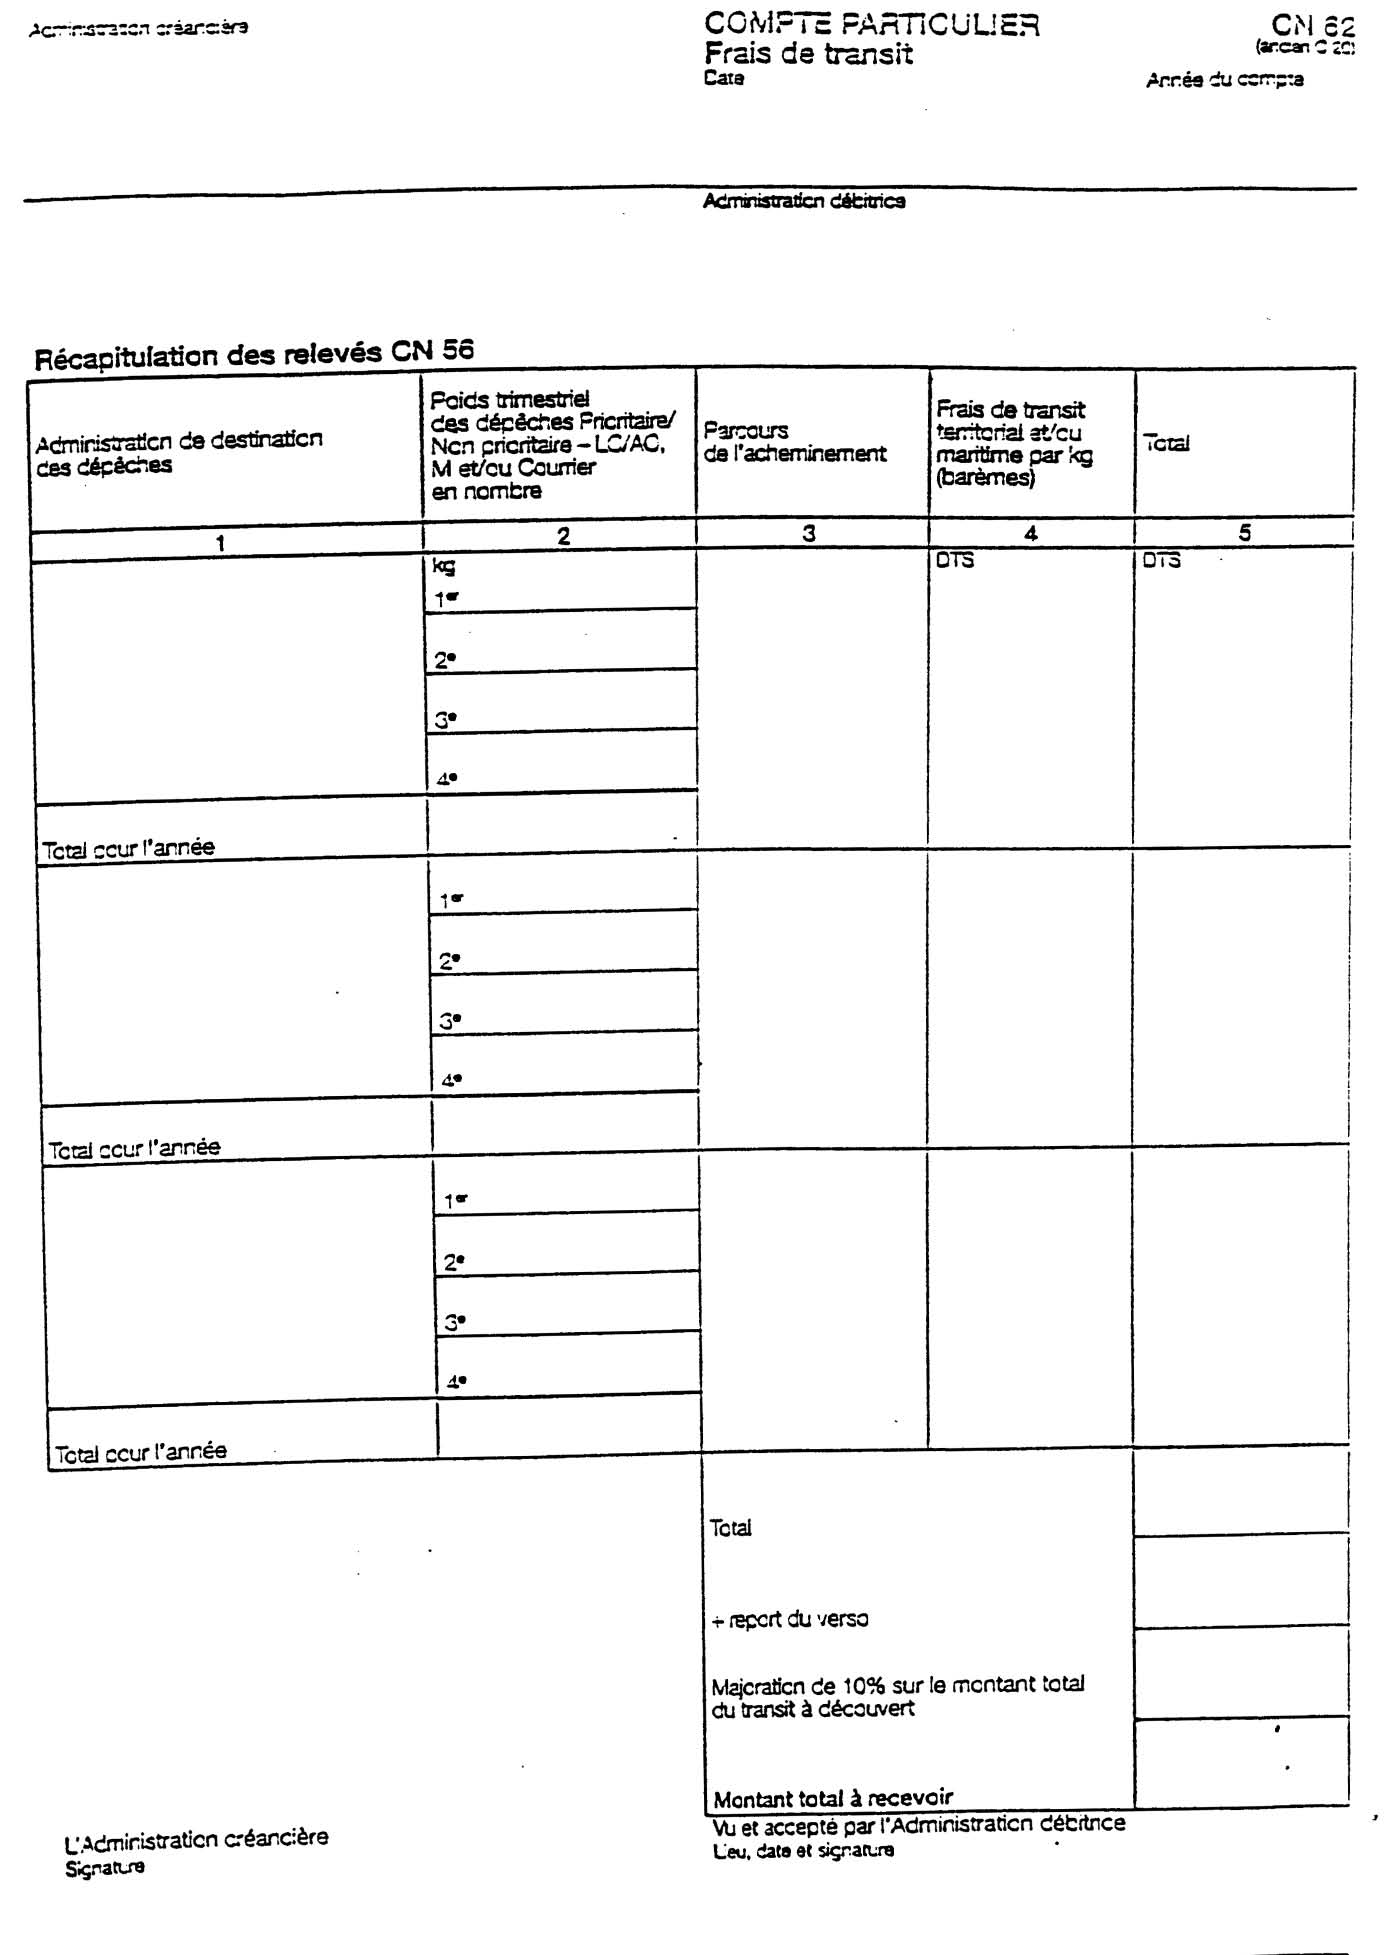 Administration créancière
COMPTE PARTICULIER
Frais de transit
Date
CN 62
(ancien C 20)
Année du compte
Administration débitrice
Récapitulation des relevés CN 56
Administration de destination
des dépêches
Poids trimestriel
des dépêches Prioritaire/
Non prioritaire – LC/AO,
M et/ou Courrier
en nombre
Parcours
de l'acheminement
Frais de transit
territorial et/ou
maritime par kg
(barèmes)
Total
1
2
3
4
5
kg
DTS
DTS
1er
2e
3e
4e
Total pour l'année
1er
2e
3e
4e
Total pour l'année
1er
2e
3e
4e
Total pour l'année
Total
+ report du verso
Majoration de 10% sur le montant total
du transit à découvert
Montant total à recevoir
L'Administration créancière
Signature
Vu et accepté par l'Administration débitrice
Lieu, date et signature